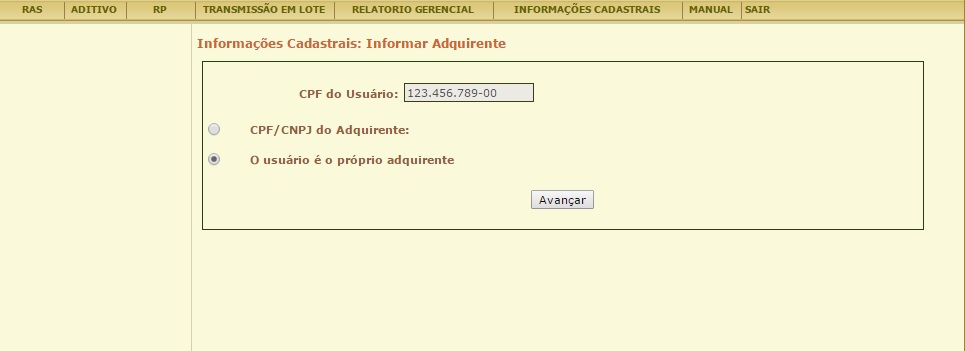 RAS ADITIVO RP TRANSMISSÃO EM LOTE RELATORIO GERENCIAL INFORMAÇÕES CADASTRAIS MANUAL SAIR
Informações Cadastrais: Informar Adquirente
CPF do Usuário: 123.456.789-00
CPF/CNPJ do Adquirente:
O usuário é o próprio adquirente
Avançar